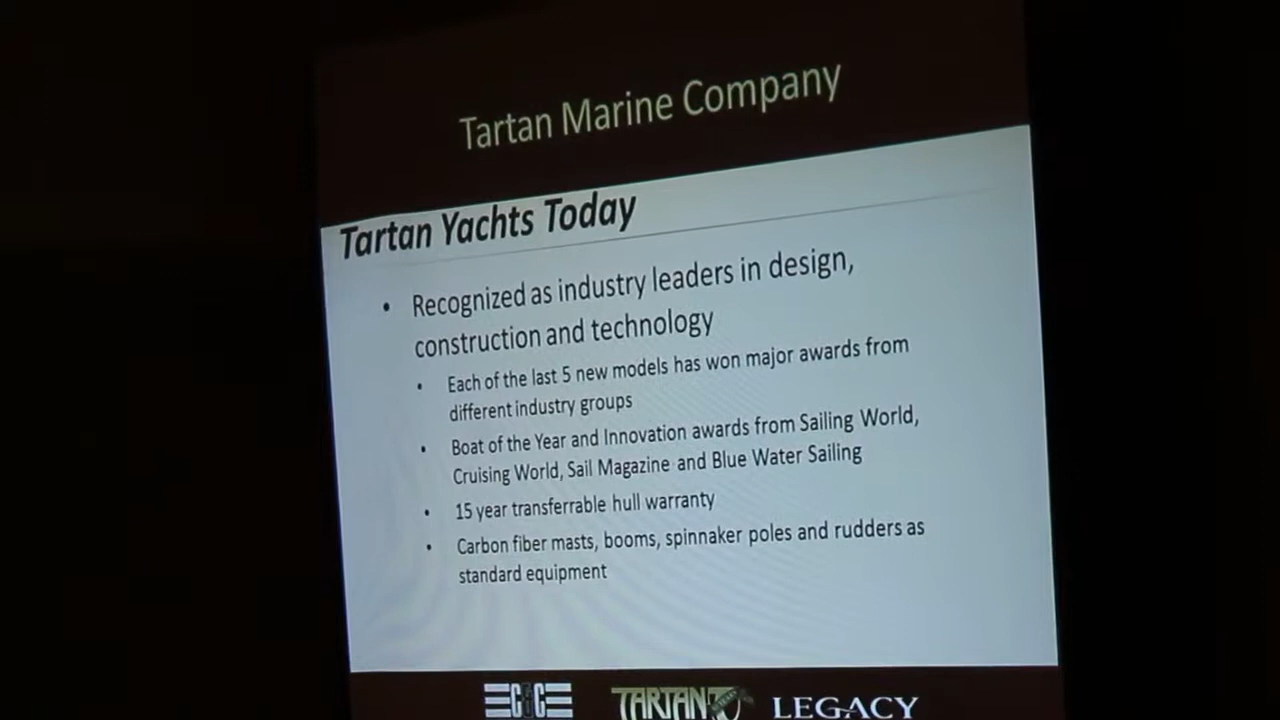 Tartan Marine Company
Tartan Yachts Today
• Recognized as industry leaders in design,
construction and technology
• Each of the last 5 new models has won major awards from
different industry groups
• Boat of the Year and Innovation awards from Sailing World,
Cruising World, Sail Magazine and Blue Water Sailing
• 15 year transferrable hull warranty
• Carbon fiber masts, booms, spinnaker poles and rudders as
standard equipment
C&C TARTAN LEGACY